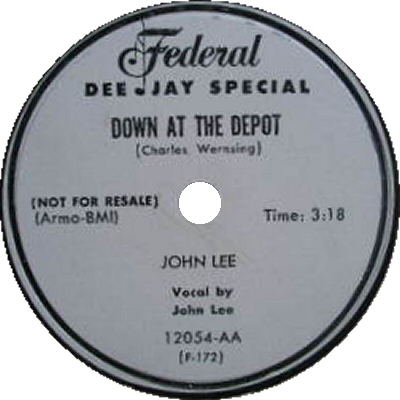 Federal
DEE JAY SPECIAL
DOWN AT THE DEPOT
(Charles Wernsing)
(NOT FOR RESALE)
(Armo-BMI)
Time: 3:18
JOHN LEE
Vocal by
John Lee
12054-AA
(F-172)